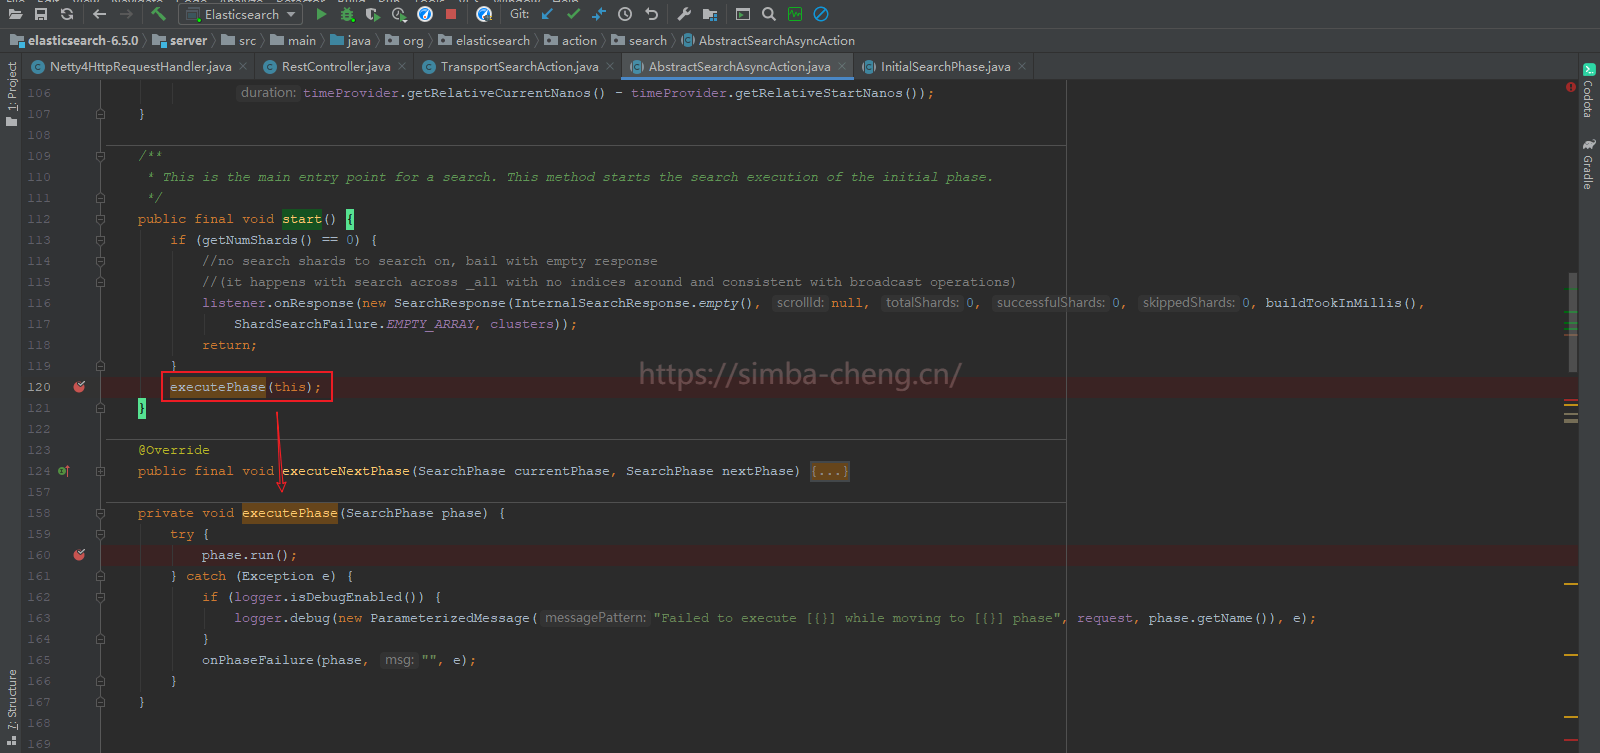 Elasticsearch
Git:
elasticsearch-6.5.0 server src main java org elasticsearch action search AbstractSearchAsyncAction
Netty4HttpRequestHandler.java RestController.java TransportSearchAction.java AbstractSearchAsyncAction.java InitialSearchPhase.java
1: Project
7: Structure
Codota
Gradle
106 duration: timeProvider.getRelativeCurrentNanos() - timeProvider.getRelativeStartNanos());
107 }
108
109 /**
110 * This is the main entry point for a search. This method starts the search execution of the initial phase.
111 */
112 public final void start() {
113 if (getNumShards() == 0) {
114 //no search shards to search on, bail with empty response
115 //(it happens with search across _all with no indices around and consistent with broadcast operations)
116 listener.onResponse(new SearchResponse(InternalSearchResponse.empty(), scrollId: null, totalShards: 0, successfulShards: 0, skippedShards: 0, buildTookInMillis(),
117 ShardSearchFailure.EMPTY_ARRAY, clusters));
118 return;
119 }
https://simba-cheng.cn/
120 executePhase(this);
121 }
122
123 @Override
124 public final void executeNextPhase(SearchPhase currentPhase, SearchPhase nextPhase) {...}
157
158 private void executePhase(SearchPhase phase) {
159 try {
160 phase.run();
161 } catch (Exception e) {
162 if (logger.isDebugEnabled()) {
163 logger.debug(new ParameterizedMessage( messagePattern: "Failed to execute [{}] while moving to [{}] phase", request, phase.getName()), e);
164 }
165 onPhaseFailure(phase, msg: "", e);
166 }
167 }
168
169